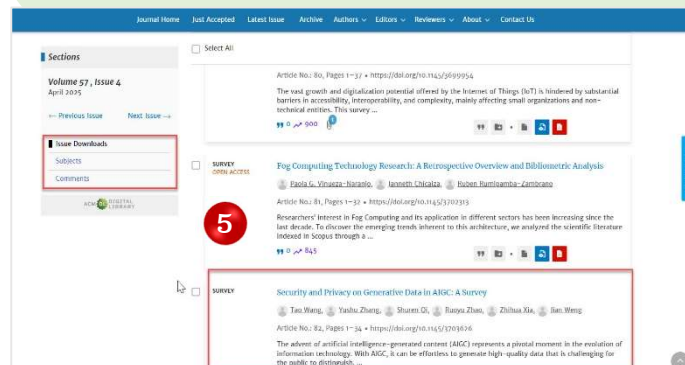 Journal Home Just Accepted Latest Issue Archive Authors Editors Reviewers About Contact Us
Sections
Volume 57 , Issue 4
April 2025
← Previous Issue Next Issue →
Issue Downloads
Subjects
Comments
ACM DIGITAL LIBRARY
Select All
Article No.: 80, Pages 1–37 • https://doi.org/10.1145/3699954
The vast growth and digitalization potential offered by the Internet of Things (IoT) is hindered by substantial
barriers in accessibility, interoperability, and complexity, mainly affecting small organizations and non-
technical entities. This survey ...
0 900 1
SURVEY
OPEN ACCESS
Fog Computing Technology Research: A Retrospective Overview and Bibliometric Analysis
Paola G. Vinueza-Naranjo, Janneth Chicaiza, Ruben Rumipamba-Zambrano
Article No.: 81, Pages 1–32 • https://doi.org/10.1145/3702313
Researchers' interest in Fog Computing and its application in different sectors has been increasing since the
last decade. To discover the emerging trends inherent to this architecture, we analyzed the scientific literature
indexed in Scopus through a ...
0 845
5
SURVEY
Security and Privacy on Generative Data in AIGC: A Survey
Tao Wang, Yushu Zhang, Shuren Qi, Ruoyu Zhao, Zhihua Xia, Jian Weng
Article No.: 82, Pages 1–34 • https://doi.org/10.1145/3703626
The advent of artificial intelligence-generated content (AIGC) represents a pivotal moment in the evolution of
information technology. With AIGC, it can be effortless to generate high-quality data that is challenging for
the public to distinguish. ...